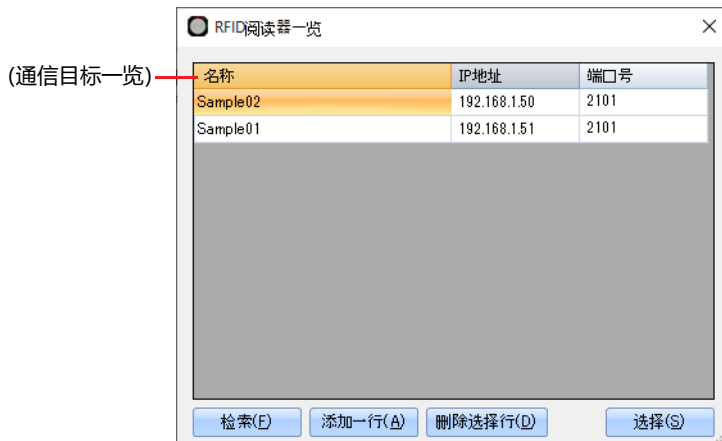 RFID阅读器一览
(通信目标一览)
名称 IP地址 端口号
Sample02 192.168.1.50 2101
Sample01 192.168.1.51 2101
检索(F) 添加一行(A) 删除选择行(D) 选择(S)